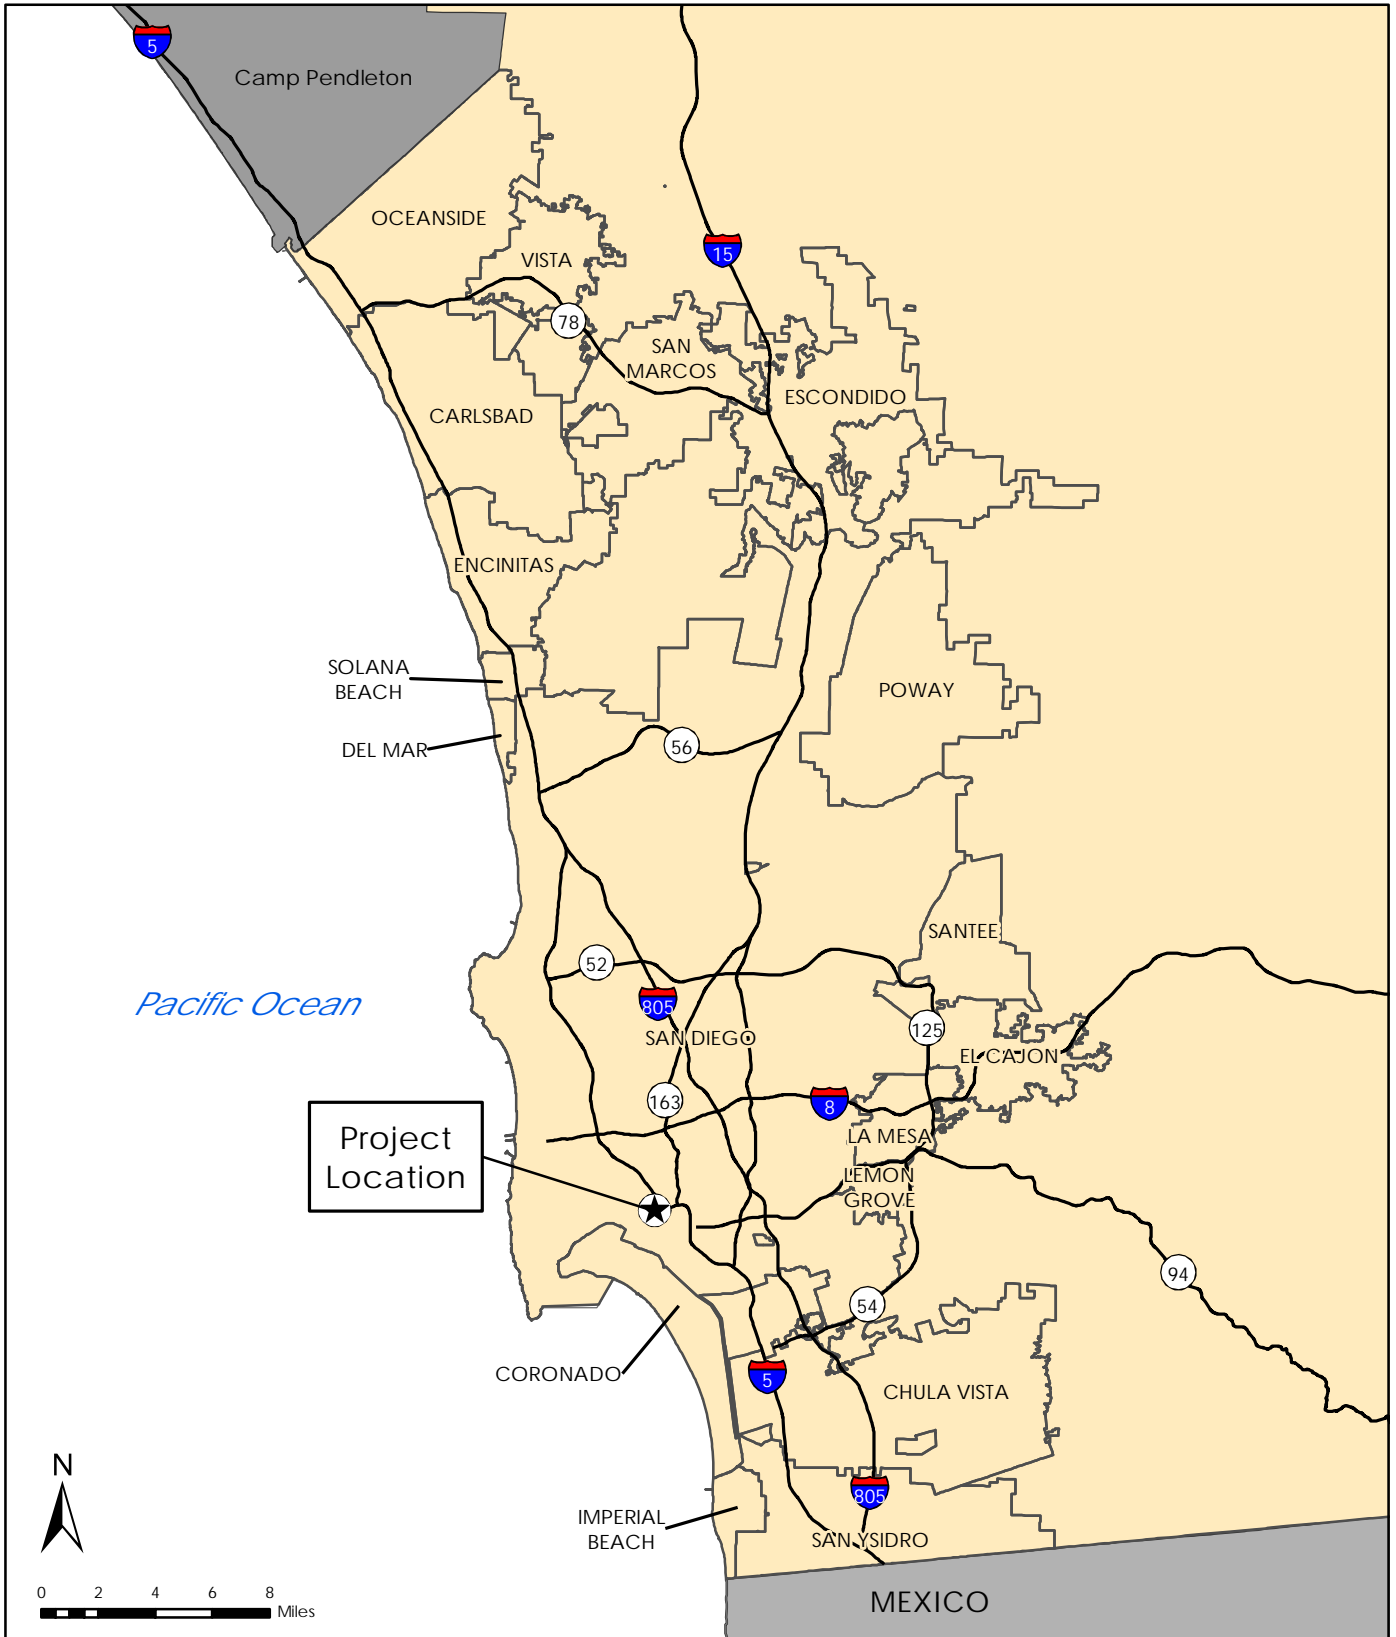 5
Camp Pendleton
OCEANSIDE
VISTA
15
78
SAN
MARCOS
ESCONDIDO
CARLSBAD
ENCINITAS
SOLANA
BEACH
POWAY
DEL MAR
56
SANTEE
52
Pacific Ocean
805
SAN DIEGO
125
EL CAJON
163
8
Project
Location
LA MESA
LEMON
GROVE
94
54
CORONADO
5
CHULA VISTA
N
805
IMPERIAL
BEACH
SAN YSIDRO
0 2 4 6 8
Miles
MEXICO